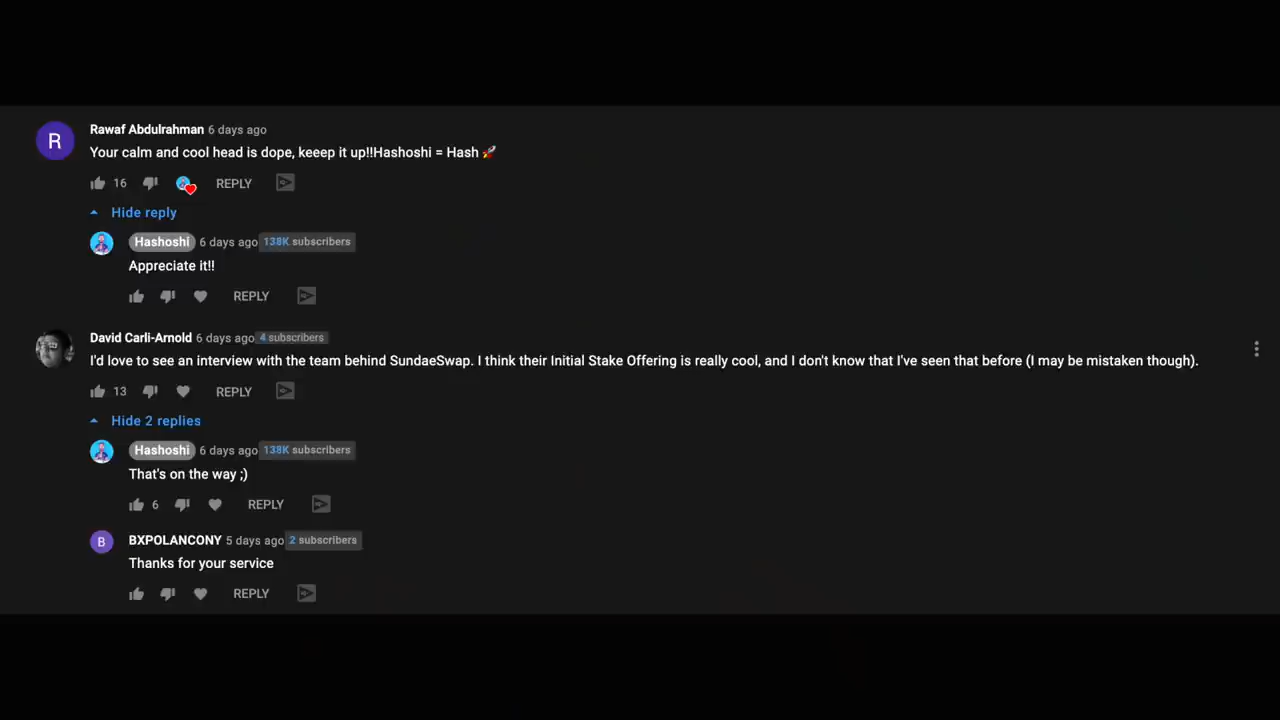 R
Rawaf Abdulrahman 6 days ago
Your calm and cool head is dope, keeep it up!!Hashoshi = Hash 🚀
16 REPLY
Hide reply
Hashoshi 6 days ago 138K subscribers
Appreciate it!!
REPLY
David Carli-Arnold 6 days ago 4 subscribers
I'd love to see an interview with the team behind SundaeSwap. I think their Initial Stake Offering is really cool, and I don't know that I've seen that before (I may be mistaken though).
13 REPLY
Hide 2 replies
Hashoshi 6 days ago 138K subscribers
That's on the way ;)
6 REPLY
B
BXPOLANCONY 5 days ago 2 subscribers
Thanks for your service
REPLY